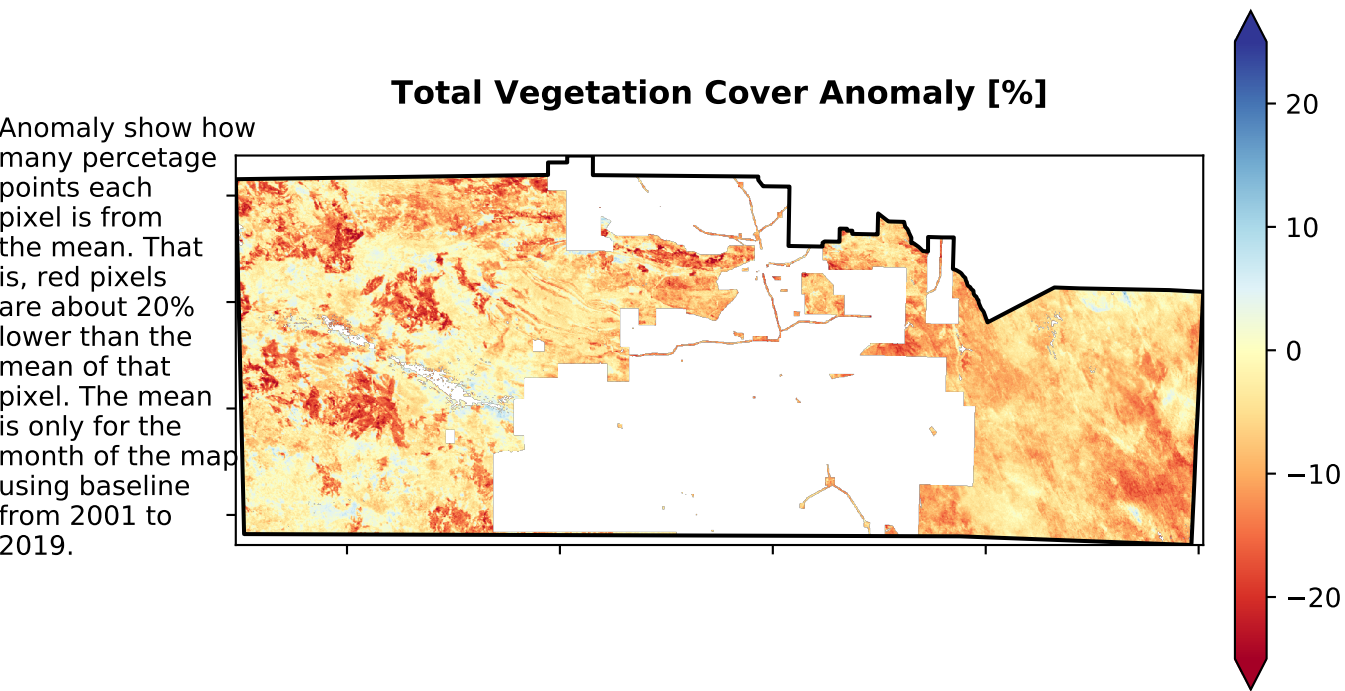 Total Vegetation Cover Anomaly [%]
Anomaly show how
many percetage
points each
pixel is from
the mean. That
is, red pixels
are about 20%
lower than the
mean of that
pixel. The mean
is only for the
month of the map
using baseline
from 2001 to
2019.
20
10
0
−10
−20